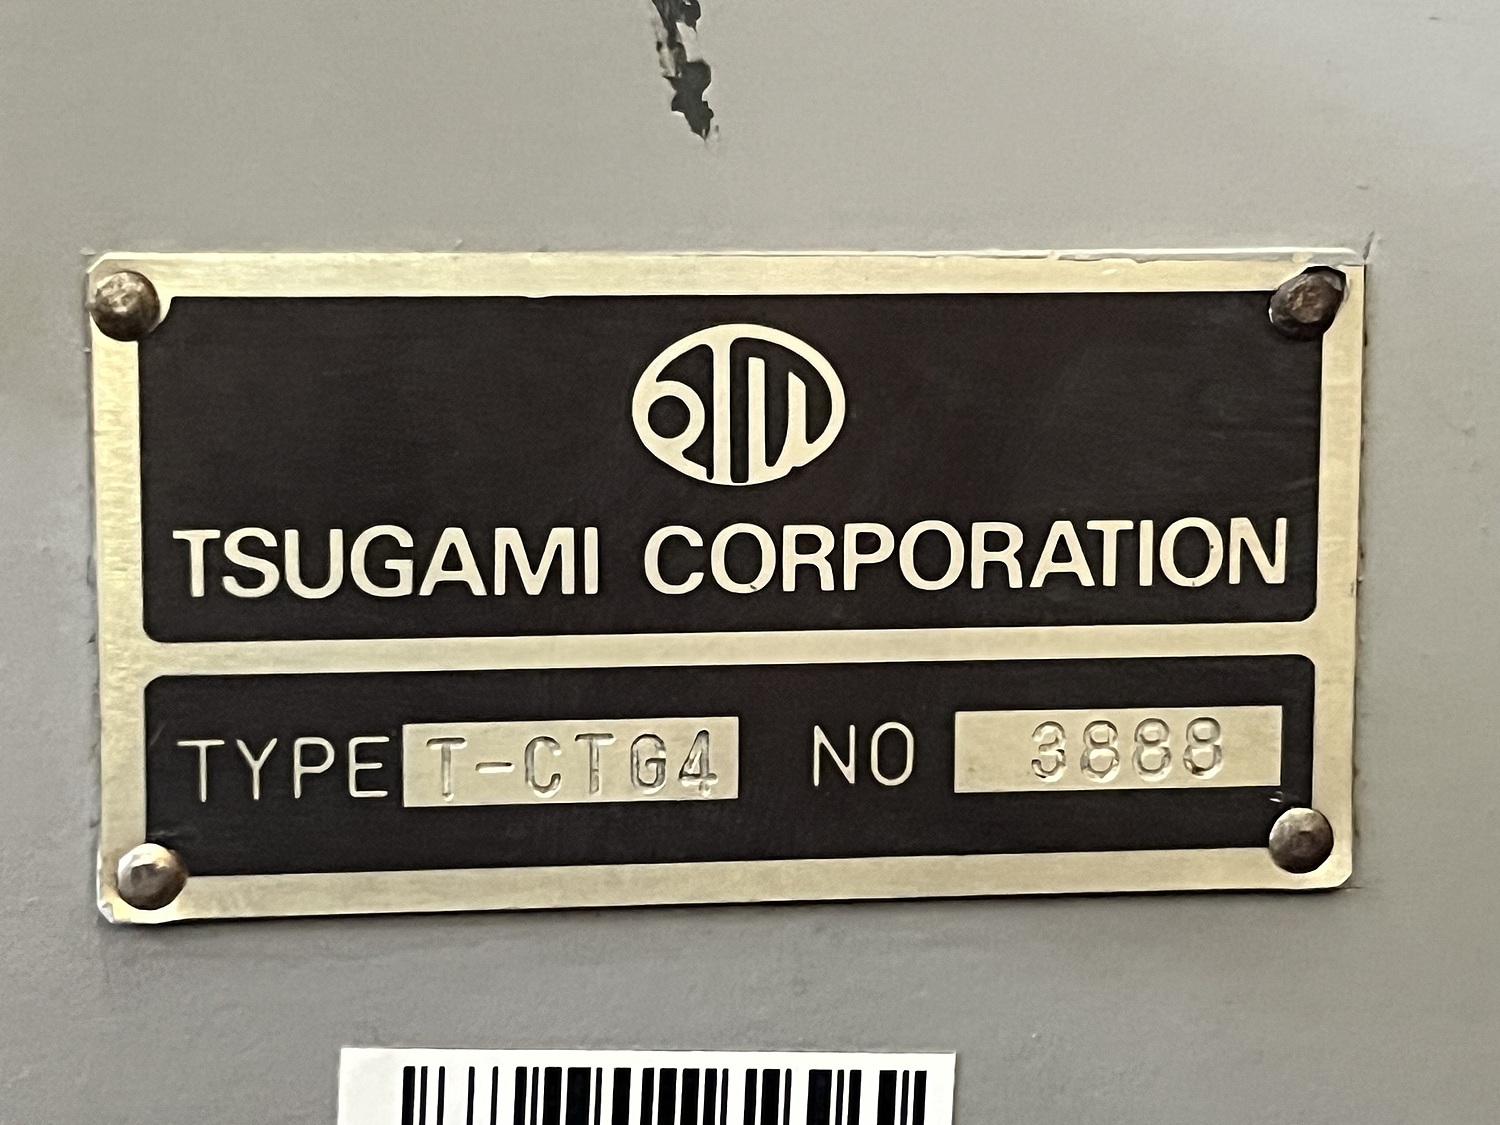 TSUGAMI CORPORATION
TYPE T-CTG4 NO 3888